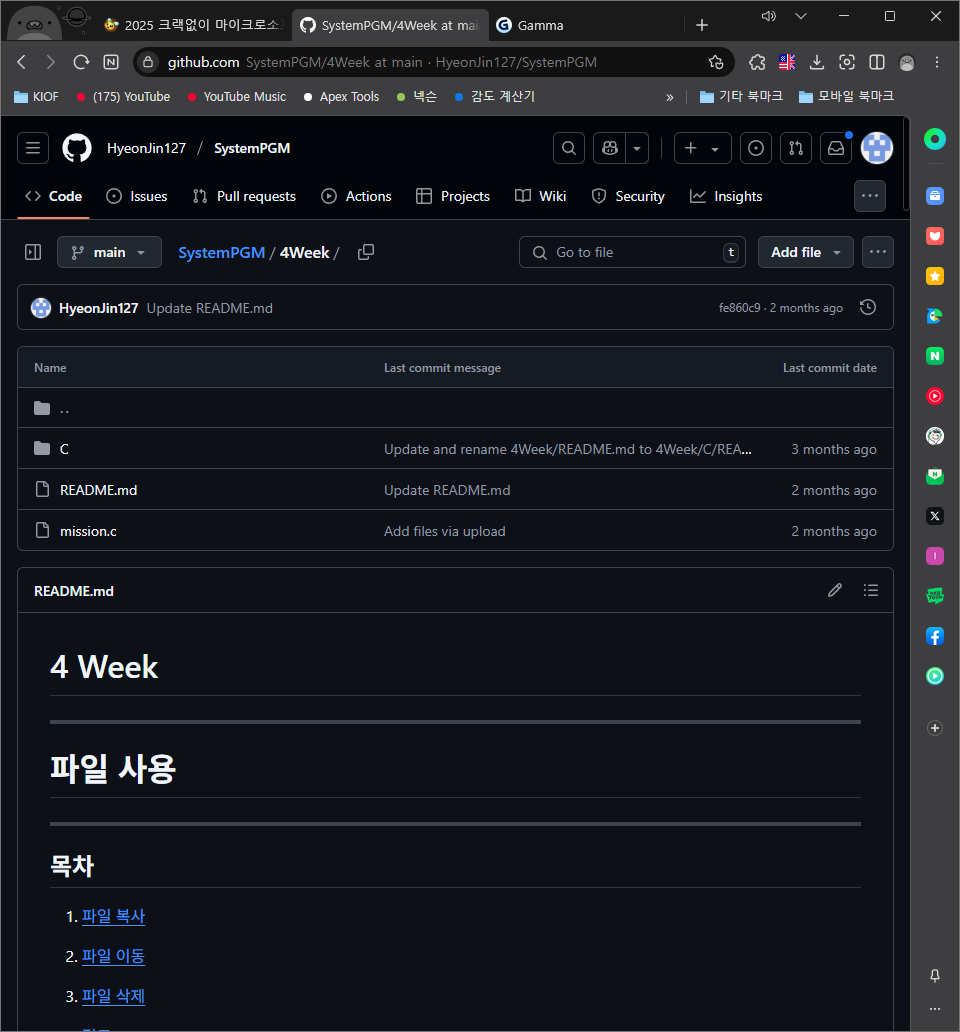 2025 크랙없이 마이크로소
SystemPGM/4Week at mai
Gamma
github.com SystemPGM/4Week at main · HyeonJin127/SystemPGM
KIOF (175) YouTube YouTube Music Apex Tools 넥슨 감도 계산기 » 기타 북마크 모바일 북마크
HyeonJin127 / SystemPGM
Code Issues Pull requests Actions Projects Wiki Security Insights
main SystemPGM / 4Week / Go to file t Add file
HyeonJin127 Update README.md fe860c9 · 2 months ago
Name Last commit message Last commit date
..
C Update and rename 4Week/README.md to 4Week/C/REA... 3 months ago
README.md Update README.md 2 months ago
mission.c Add files via upload 2 months ago
README.md
4 Week
파일 사용
목차
1. 파일 복사
2. 파일 이동
3. 파일 삭제